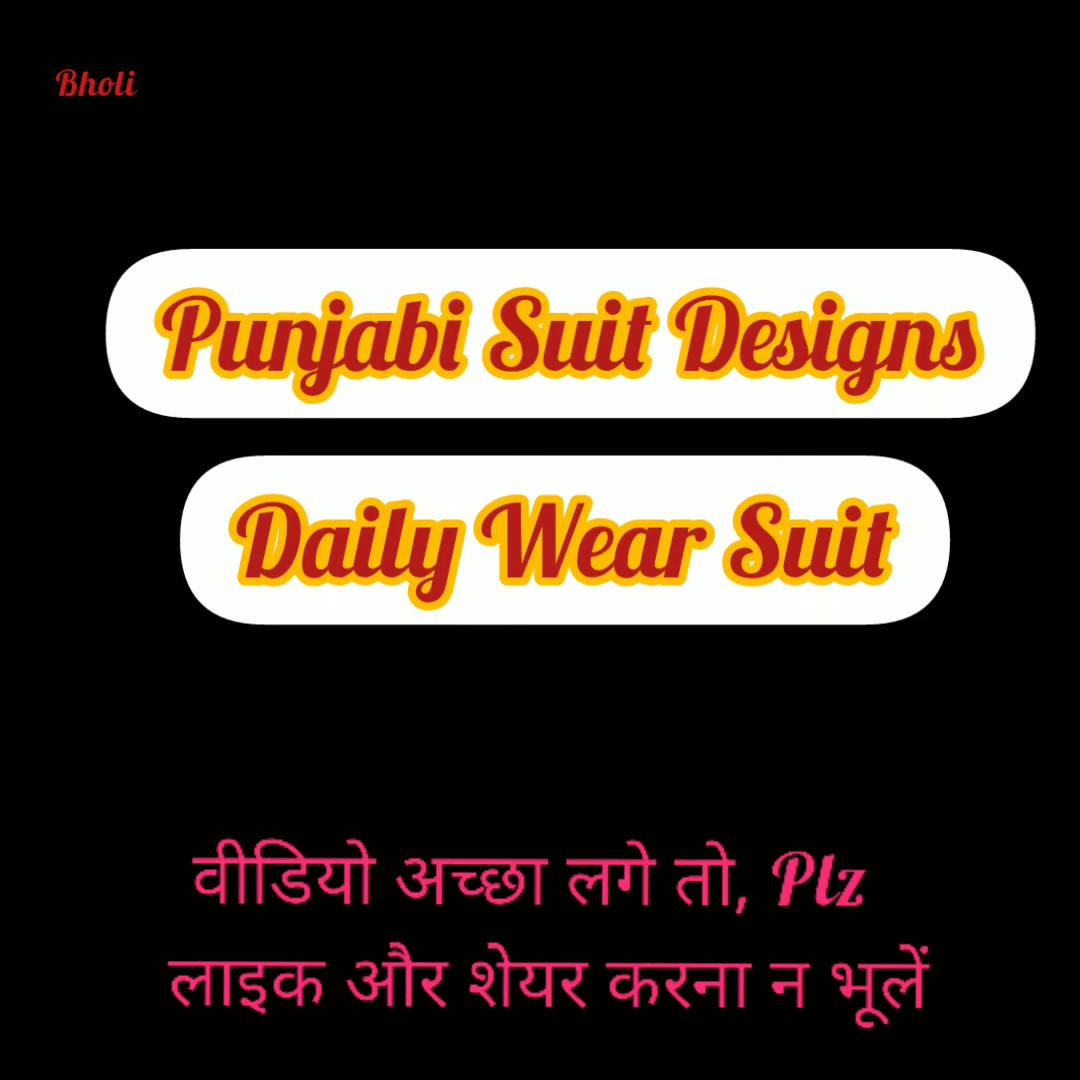 Bholi
Punjabi Suit Designs
Daily Wear Suit
वीडियो अच्छा लगे तो, Plz
लाइक और शेयर करना न भूलें